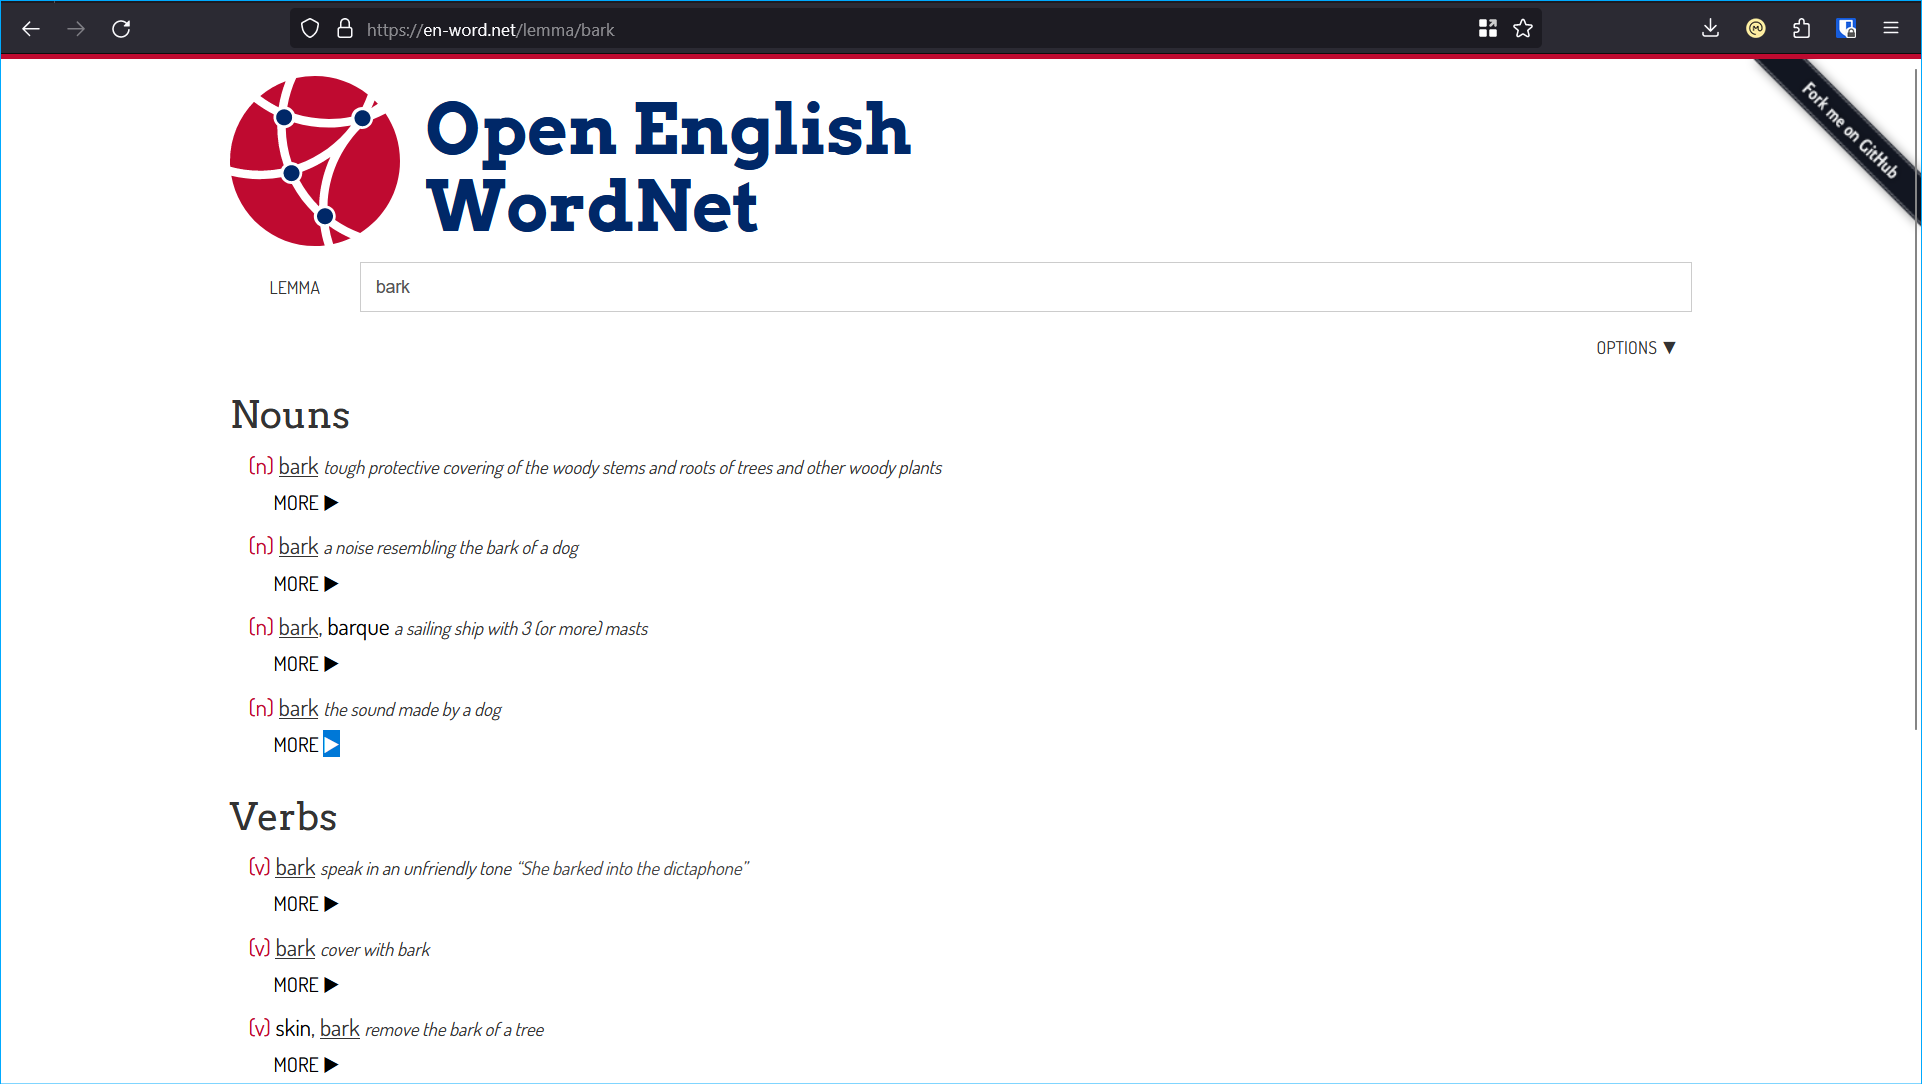 https://en-word.net/lemma/bark
Fork me on GitHub
Open English
WordNet
LEMMA
bark
OPTIONS ▼
Nouns
(n) bark tough protective covering of the woody stems and roots of trees and other woody plants
MORE ▶
(n) bark a noise resembling the bark of a dog
MORE ▶
(n) bark, barque a sailing ship with 3 (or more) masts
MORE ▶
(n) bark the sound made by a dog
MORE ▶
Verbs
(v) bark speak in an unfriendly tone “She barked into the dictaphone”
MORE ▶
(v) bark cover with bark
MORE ▶
(v) skin, bark remove the bark of a tree
MORE ▶